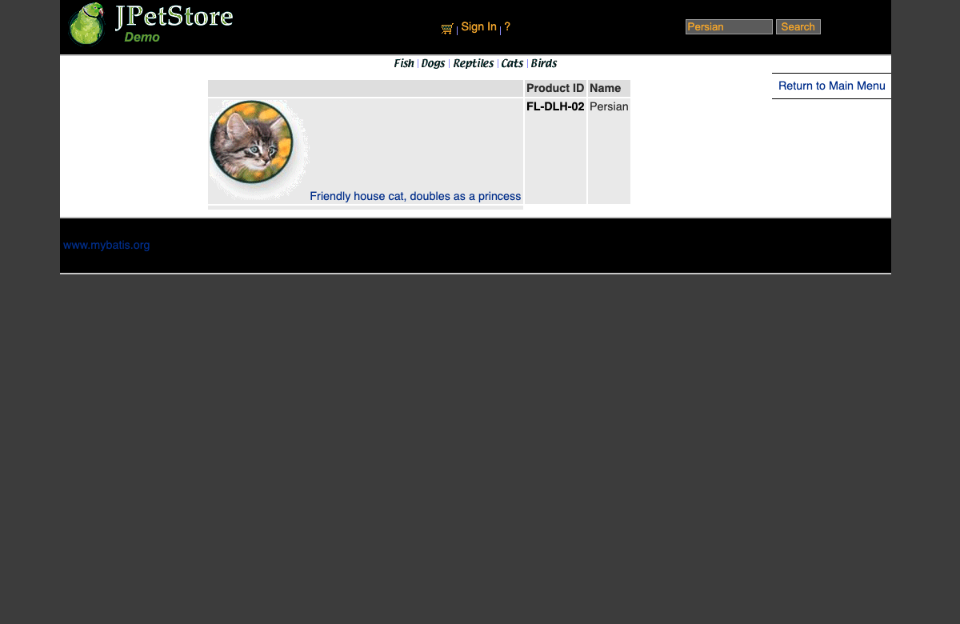 JPetStore
Demo
Sign In ?
Persian Search
Fish | Dogs | Reptiles | Cats | Birds
Return to Main Menu
Product ID Name
FL-DLH-02 Persian
Friendly house cat, doubles as a princess
www.mybatis.org